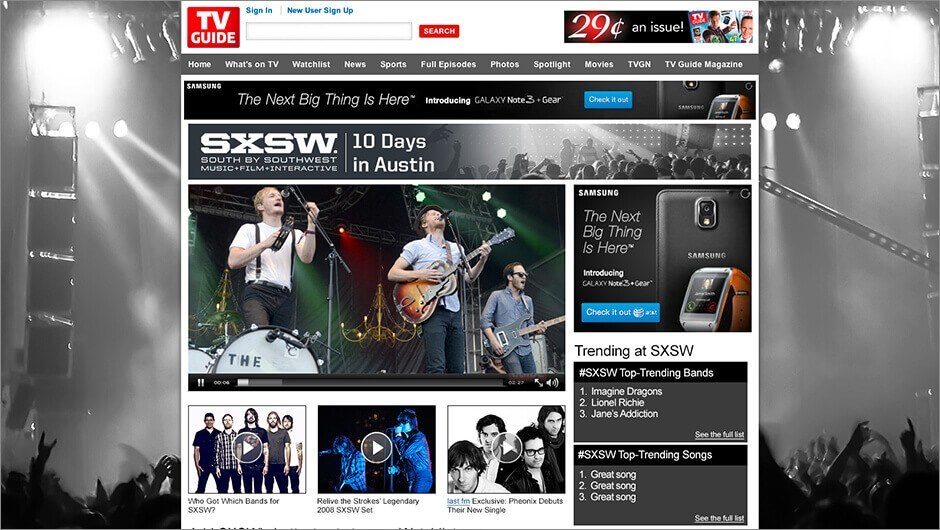 TV
GUIDE
Sign In
New User Sign Up
SEARCH
29¢ an issue!
Home What's on TV Watchlist News Sports Full Episodes Photos Spotlight Movies TVGN TV Guide Magazine
SAMSUNG
The Next Big Thing Is Here™ Introducing GALAXY Note 3 + Gear™ Check it out
SXSW.
SOUTH BY SOUTHWEST
MUSIC+FILM+INTERACTIVE
10 Days
in Austin
THE
00:06
02:27
SAMSUNG
The Next
Big Thing
Is Here™
Introducing
GALAXY Note 3 + Gear™
Check it out at&t
SAMSUNG
Trending at SXSW
#SXSW Top-Trending Bands
1. Imagine Dragons
2. Lionel Richie
3. Jane's Addiction
See the full list
#SXSW Top-Trending Songs
1. Great song
2. Great song
3. Great song
See the full list
Who Got Which Bands for
SXSW?
Relive the Strokes' Legendary
2008 SXSW Set
last fm Exclusive: Pheonix Debuts
Their New Single